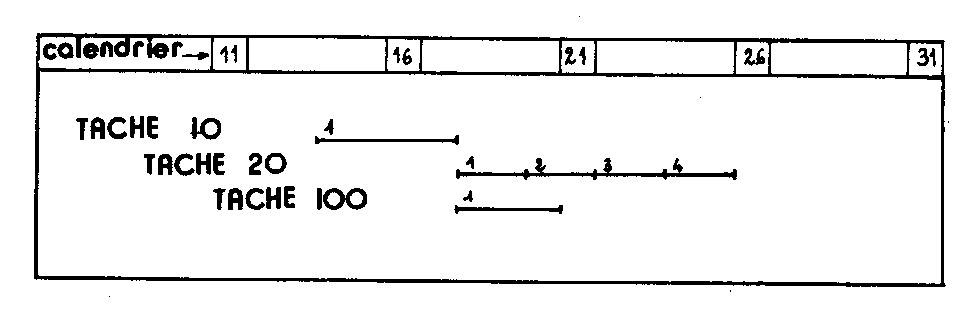 calendrier → 11 16 21 26 31
TACHE 10 1
TACHE 20 1 2 3 4
TACHE 100 1